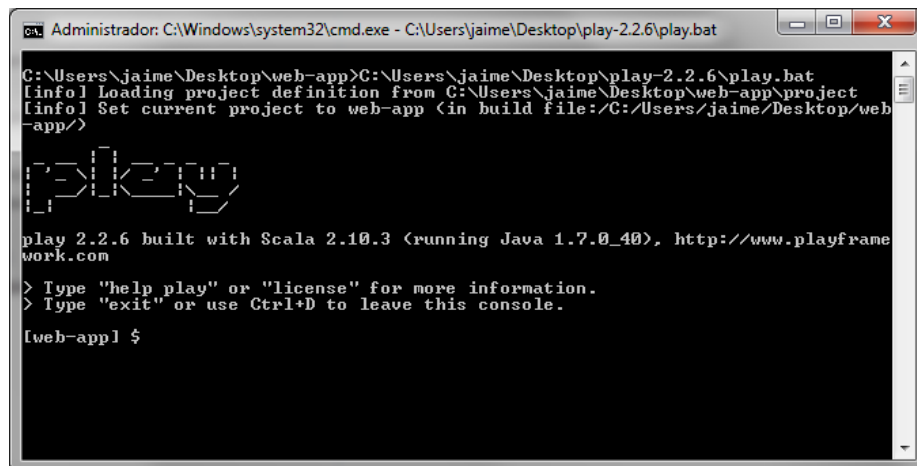 Administrador: C:\Windows\system32\cmd.exe - C:\Users\jaime\Desktop\play-2.2.6\play.bat
C:\Users\jaime\Desktop\web-app>C:\Users\jaime\Desktop\play-2.2.6\play.bat
[info] Loading project definition from C:\Users\jaime\Desktop\web-app\project
[info] Set current project to web-app (in build file:/C:/Users/jaime/Desktop/web
-app/)
play
play 2.2.6 built with Scala 2.10.3 (running Java 1.7.0_40), http://www.playframe
work.com
> Type "help play" or "license" for more information.
> Type "exit" or use Ctrl+D to leave this console.
[web-app] $